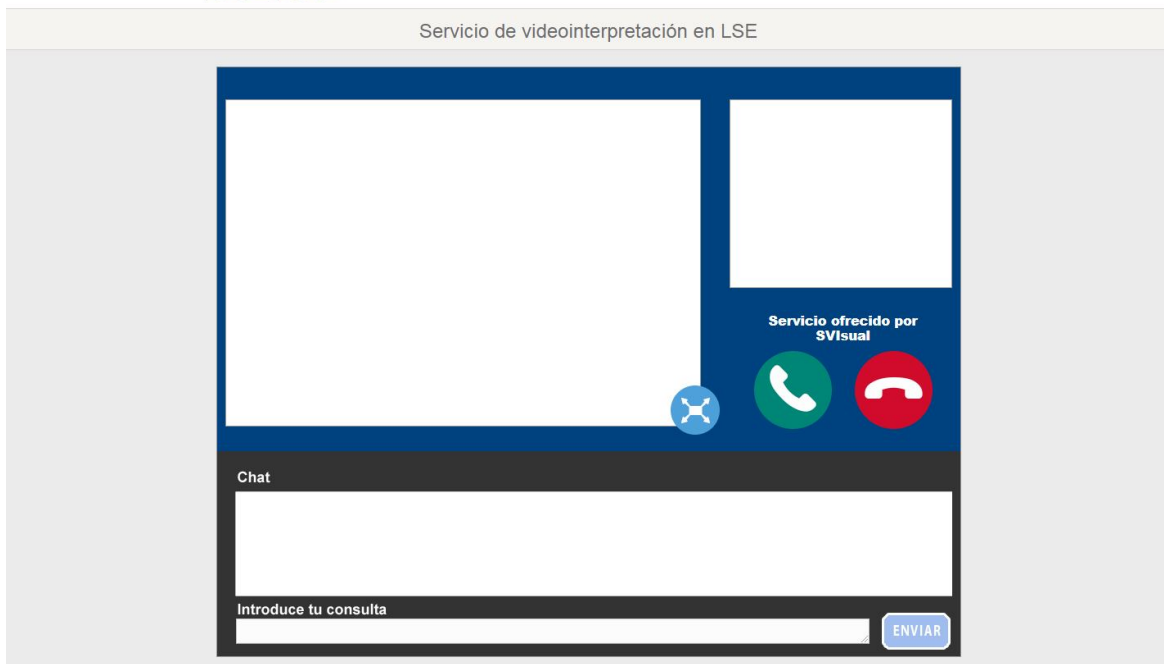 Servicio de videointerpretación en LSE
Servicio ofrecido por
SVIsual
Chat
Introduce tu consulta
ENVIAR